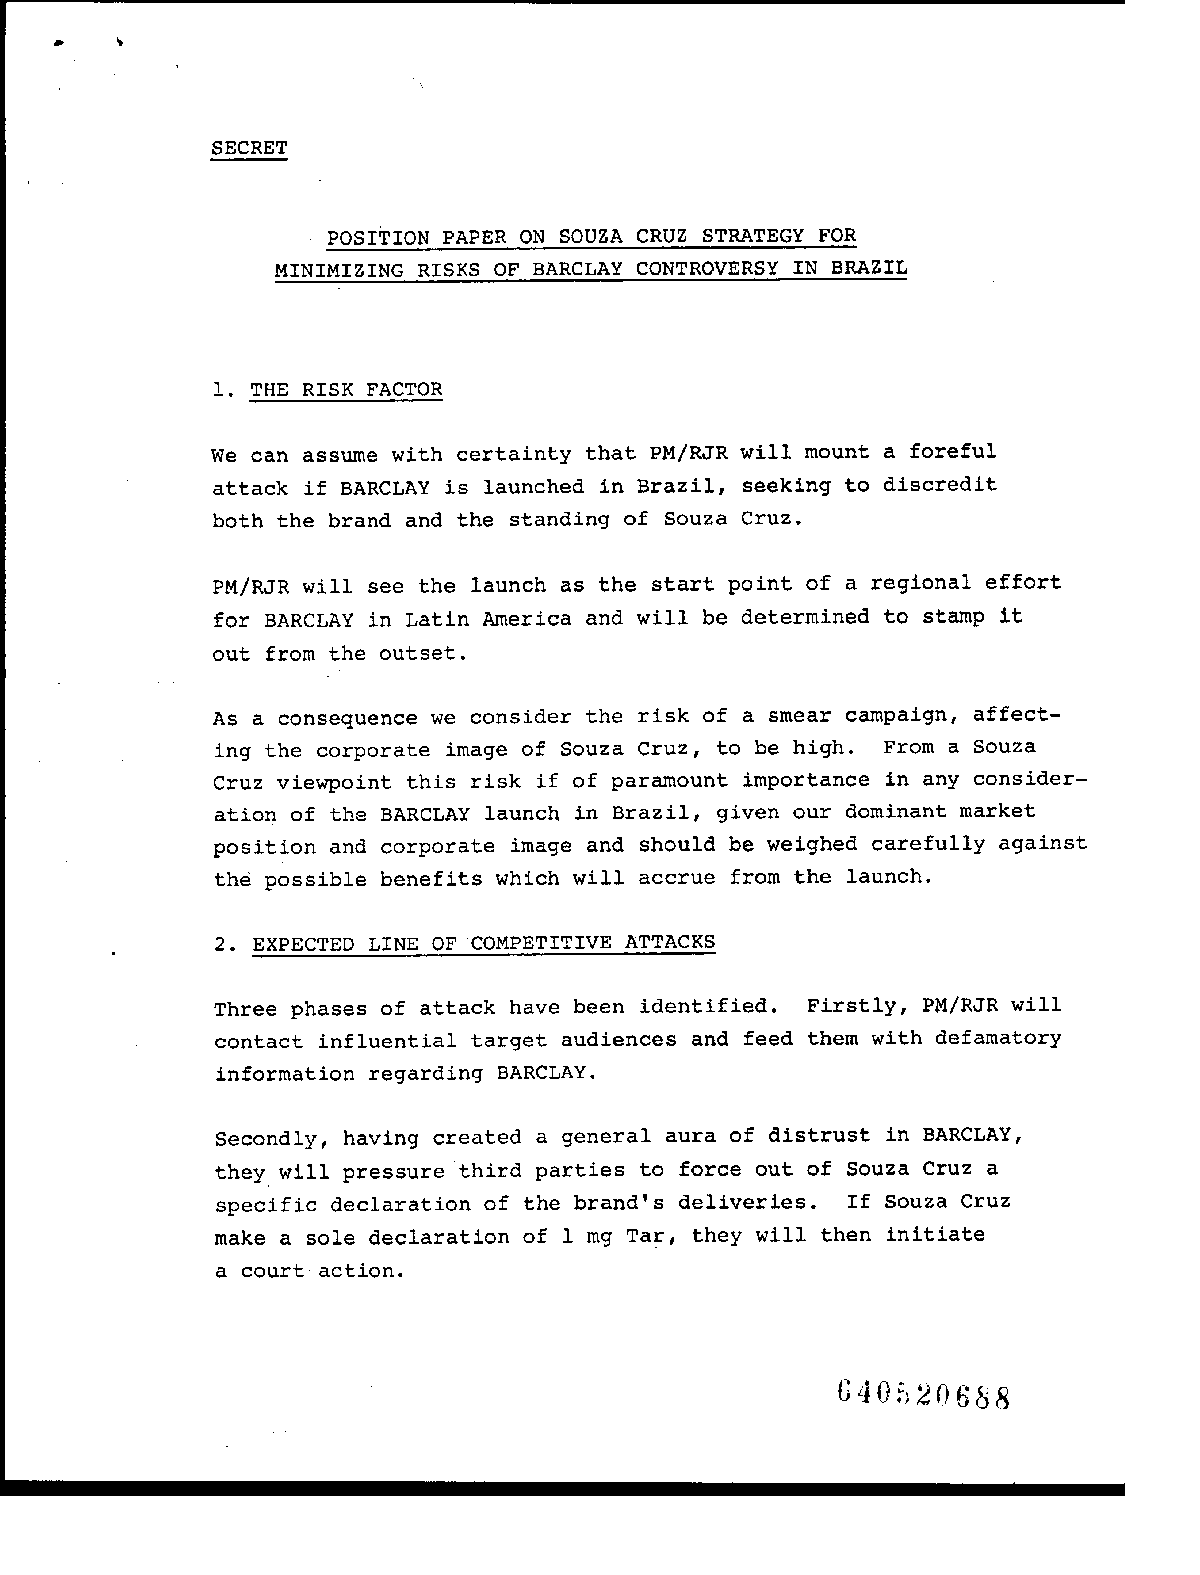 SECRET
POSITION PAPER ON SOUZA CRUZ STRATEGY FOR
MINIMIZING RISKS OF BARCLAY CONTROVERSY IN BRAZIL
1. THE RISK FACTOR
We can assume with certainty that PM/RJR will mount a foreful
attack if BARCLAY is launched in Brazil, seeking to discredit
both the brand and the standing of Souza Cruz.
PM/RJR will see the launch as the start point of a regional effort
for BARCLAY in Latin America and will be determined to stamp it
out from the outset.
As a consequence we consider the risk of a smear campaign, affect-
ing the corporate image of Souza Cruz, to be high. From a Souza
Cruz viewpoint this risk if of paramount importance in any consider-
ation of the BARCLAY launch in Brazil, given our dominant market
position and corporate image and should be weighed carefully against
the possible benefits which will accrue from the launch.
2. EXPECTED LINE OF COMPETITIVE ATTACKS
Three phases of attack have been identified. Firstly, PM/RJR will
contact influential target audiences and feed them with defamatory
information regarding BARCLAY.
Secondly, having created a general aura of distrust in BARCLAY,
they will pressure third parties to force out of Souza Cruz a
specific declaration of the brand's deliveries. If Souza Cruz
make a sole declaration of 1 mg Tar, they will then initiate
a court action.
640520688